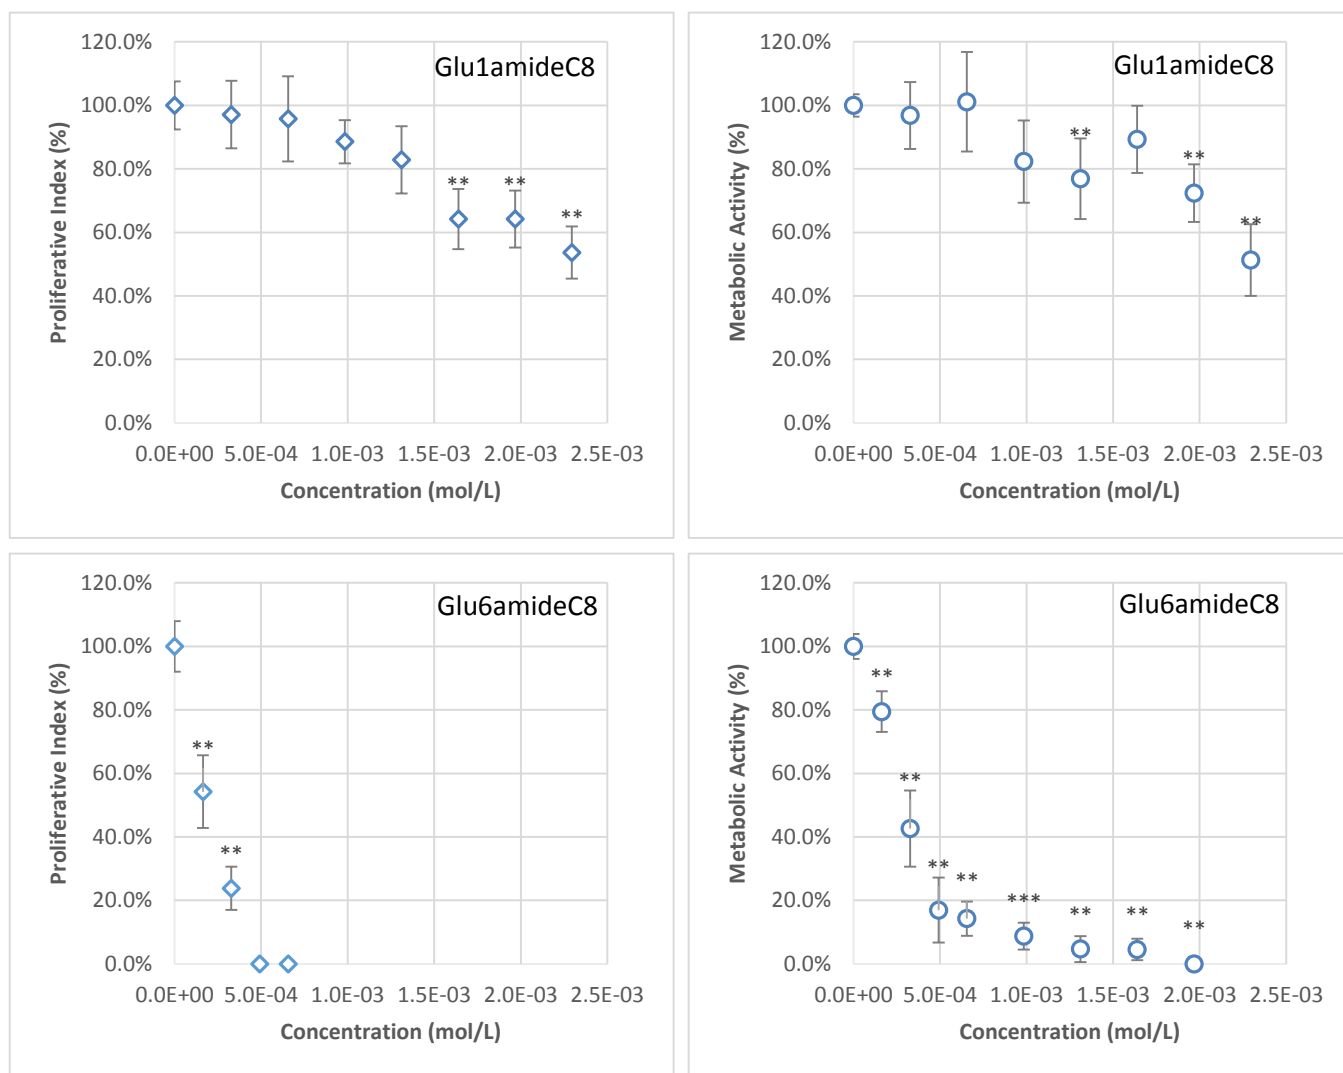 120.0%
Glu1amideC8
100.0%
80.0%
**
**
**
60.0%
40.0%
20.0%
0.0%
0.0E+00 5.0E-04 1.0E-03 1.5E-03 2.0E-03 2.5E-03
Concentration (mol/L)
Proliferative Index (%)
120.0%
Glu1amideC8
100.0%
**
80.0%
**
**
60.0%
40.0%
20.0%
0.0%
0.0E+00 5.0E-04 1.0E-03 1.5E-03 2.0E-03 2.5E-03
Concentration (mol/L)
Metabolic Activity (%)
120.0%
Glu6amideC8
100.0%
80.0%
**
60.0%
40.0%
**
20.0%
0.0%
0.0E+00 5.0E-04 1.0E-03 1.5E-03 2.0E-03 2.5E-03
Concentration (mol/L)
Proliferative Index (%)
120.0%
Glu6amideC8
100.0%
**
80.0%
60.0%
**
40.0%
**
**
20.0%
***
**
**
**
0.0%
0.0E+00 5.0E-04 1.0E-03 1.5E-03 2.0E-03 2.5E-03
Concentration (mol/L)
Metabolic Activity (%)